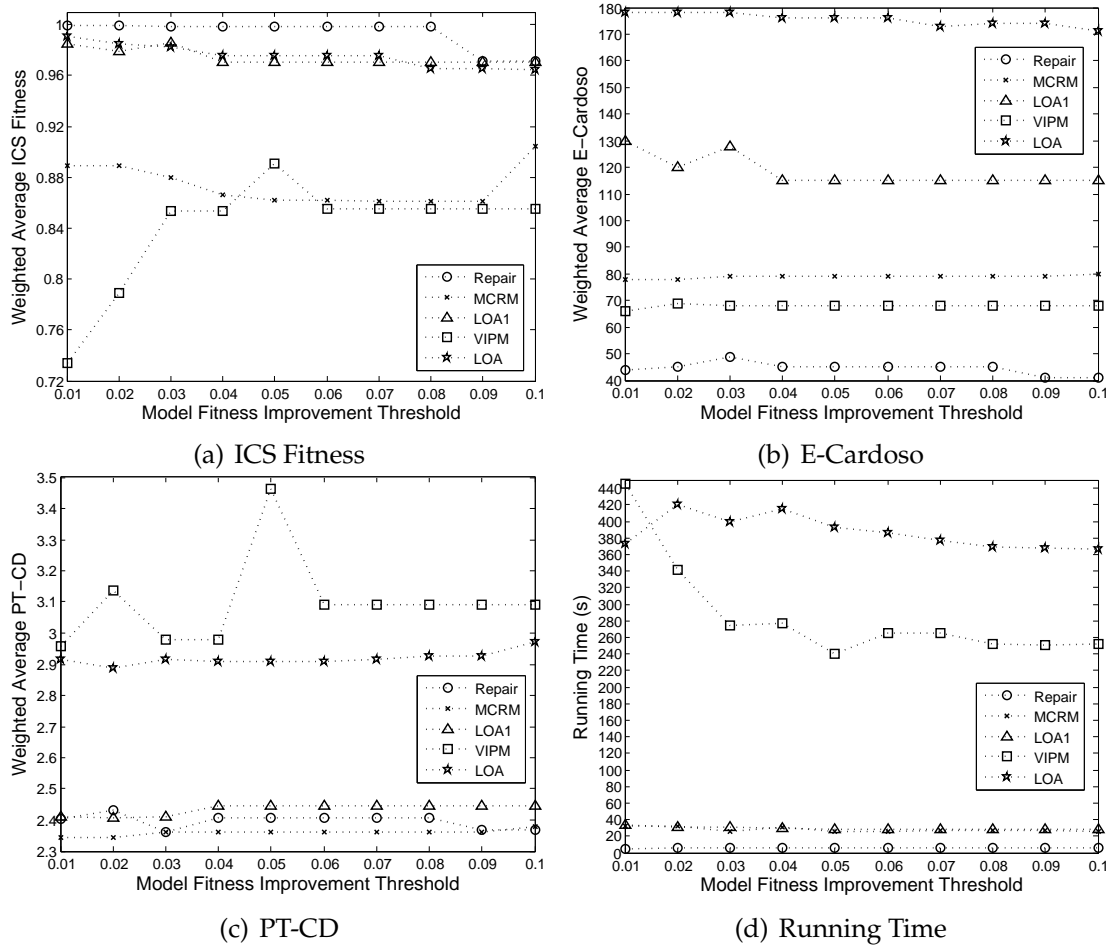 1
0.96
0.92
0.88
0.84
0.8
0.76
0.72
Weighted Average ICS Fitness
Repair
MCRM
LOA1
VIPM
LOA
0.01 0.02 0.03 0.04 0.05 0.06 0.07 0.08 0.09 0.1
Model Fitness Improvement Threshold
(a) ICS Fitness
180
170
160
150
140
130
120
110
100
90
80
70
60
50
40
Weighted Average E-Cardoso
Repair
MCRM
LOA1
VIPM
LOA
0.01 0.02 0.03 0.04 0.05 0.06 0.07 0.08 0.09 0.1
Model Fitness Improvement Threshold
(b) E-Cardoso
3.5
3.4
3.3
3.2
3.1
3
2.9
2.8
2.7
2.6
2.5
2.4
2.3
Weighted Average PT-CD
Repair
MCRM
LOA1
VIPM
LOA
0.01 0.02 0.03 0.04 0.05 0.06 0.07 0.08 0.09 0.1
Model Fitness Improvement Threshold
(c) PT-CD
440
420
400
380
360
340
320
300
280
260
240
220
200
180
160
140
120
100
80
60
40
20
0
Running Time (s)
Repair
MCRM
LOA1
VIPM
LOA
0.01 0.02 0.03 0.04 0.05 0.06 0.07 0.08 0.09 0.1
Model Fitness Improvement Threshold
(d) Running Time